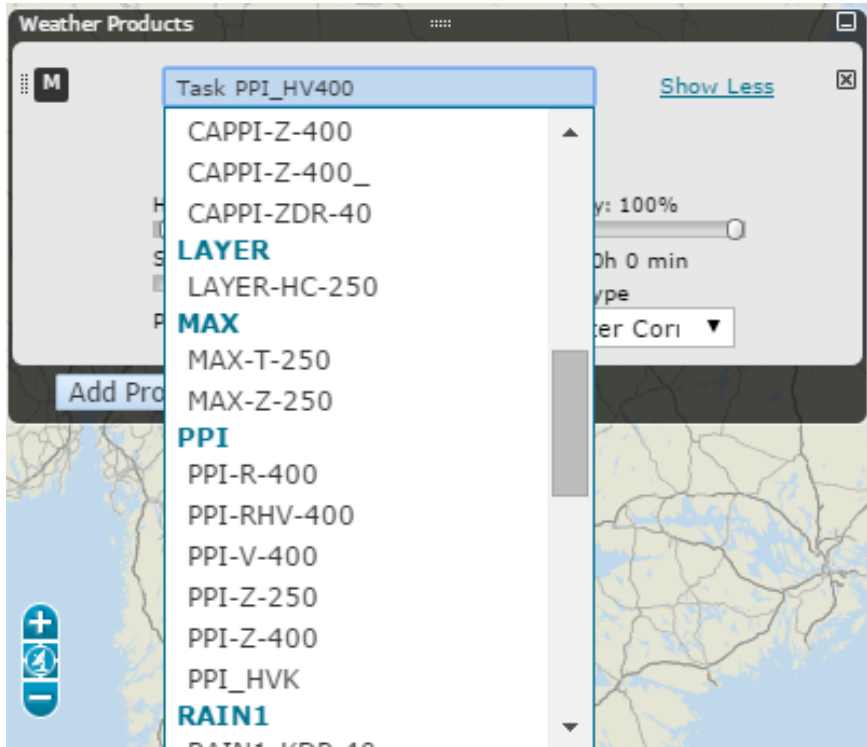 Weather Products
M
Task PPI_HV400
Show Less
CAPPI-Z-400
CAPPI-Z-400_
CAPPI-ZDR-40
y: 100%
LAYER
0h 0 min
LAYER-HC-250
ype
MAX
MAX-T-250
MAX-Z-250
Add Pro
PPI
PPI-R-400
PPI-RHV-400
PPI-V-400
PPI-Z-250
PPI-Z-400
PPI_HVK
RAIN1